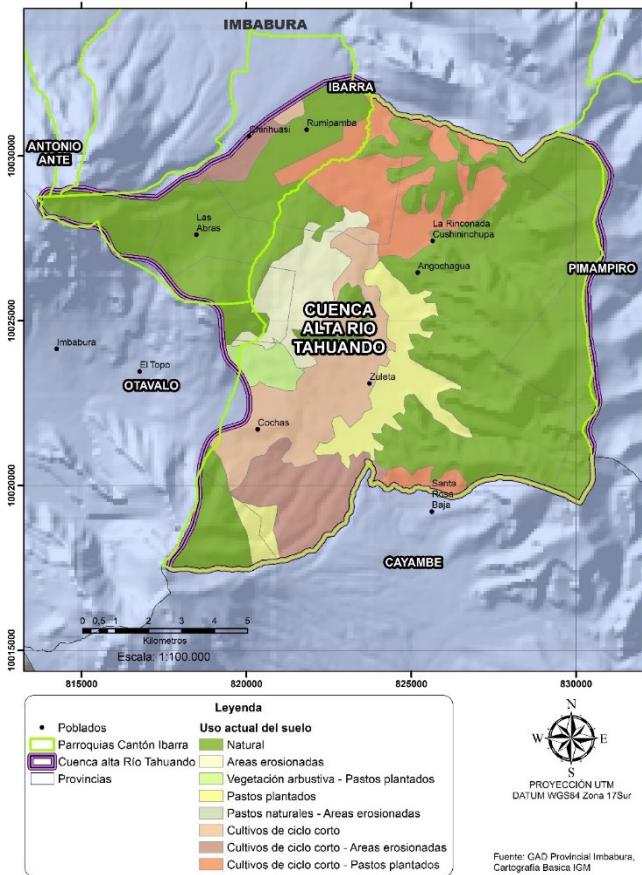 IMBABURA
IBARRA
Chirihuasi
Rumipamba
ANTONIO
ANTE
10030000
Las
Abras
La Rinconada
Cushininchupa
Angochagua
PIMAMPIRO
CUENCA
ALTA RIO
TAHUANDO
10025000
Imbabura
El Topo
OTAVALO
Zuleta
Cochas
10020000
Santa
Rosa
Baja
CAYAMBE
0 0,5 1 2 3 4 5
Kilometros
Escala: 1:100.000
10015000
815000 820000 825000 830000
Leyenda
Poblados
Parroquias Cantón Ibarra
Cuenca alta Río Tahuando
Provincias
Uso actual del suelo
Natural
Areas erosionadas
Vegetación arbustiva - Pastos plantados
Pastos plantados
Pastos naturales - Areas erosionadas
Cultivos de ciclo corto
Cultivos de ciclo corto - Areas erosionadas
Cultivos de ciclo corto - Pastos plantados
N
W E
S
PROYECCIÓN UTM
DATUM WGS84 Zona 17Sur
Fuente: GAD Provincial Imbabura,
Cartografia Basica IGM